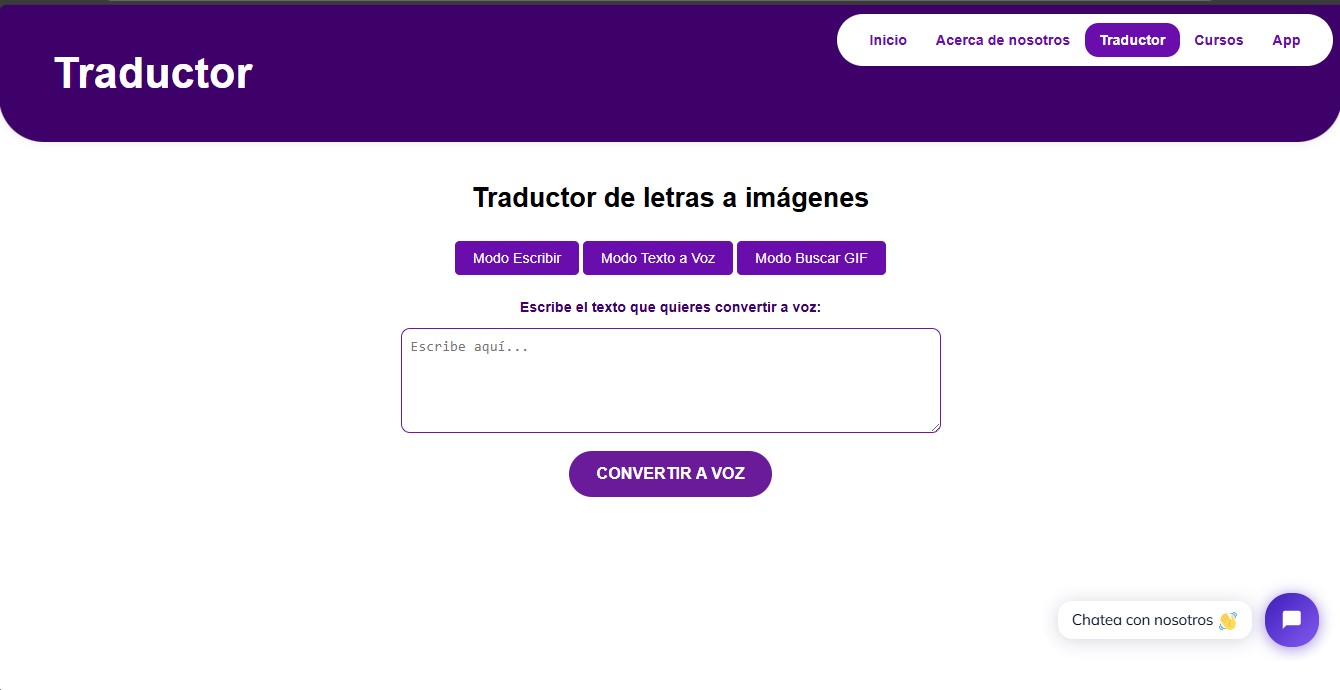 Traductor
Inicio Acerca de nosotros Traductor Cursos App
Traductor de letras a imágenes
Modo Escribir Modo Texto a Voz Modo Buscar GIF
Escribe el texto que quieres convertir a voz:
Escribe aquí...
CONVERTIR A VOZ
Chatea con nosotros 👋